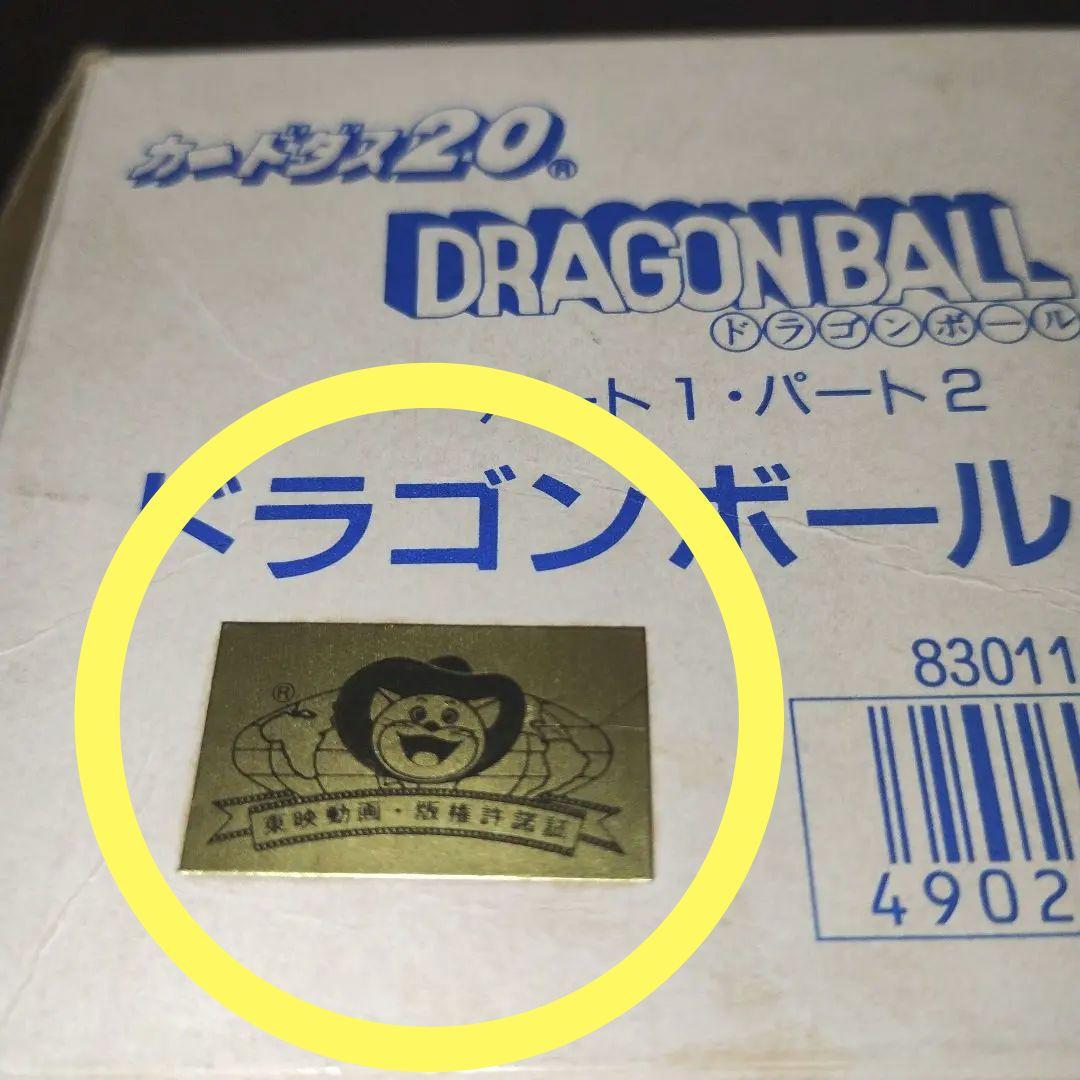 カードダス20®
DRAGONBALL
ドラゴンボール
ート1・パート2
ドラゴンボール
83011
®
東映動画・版権許諾証
4902